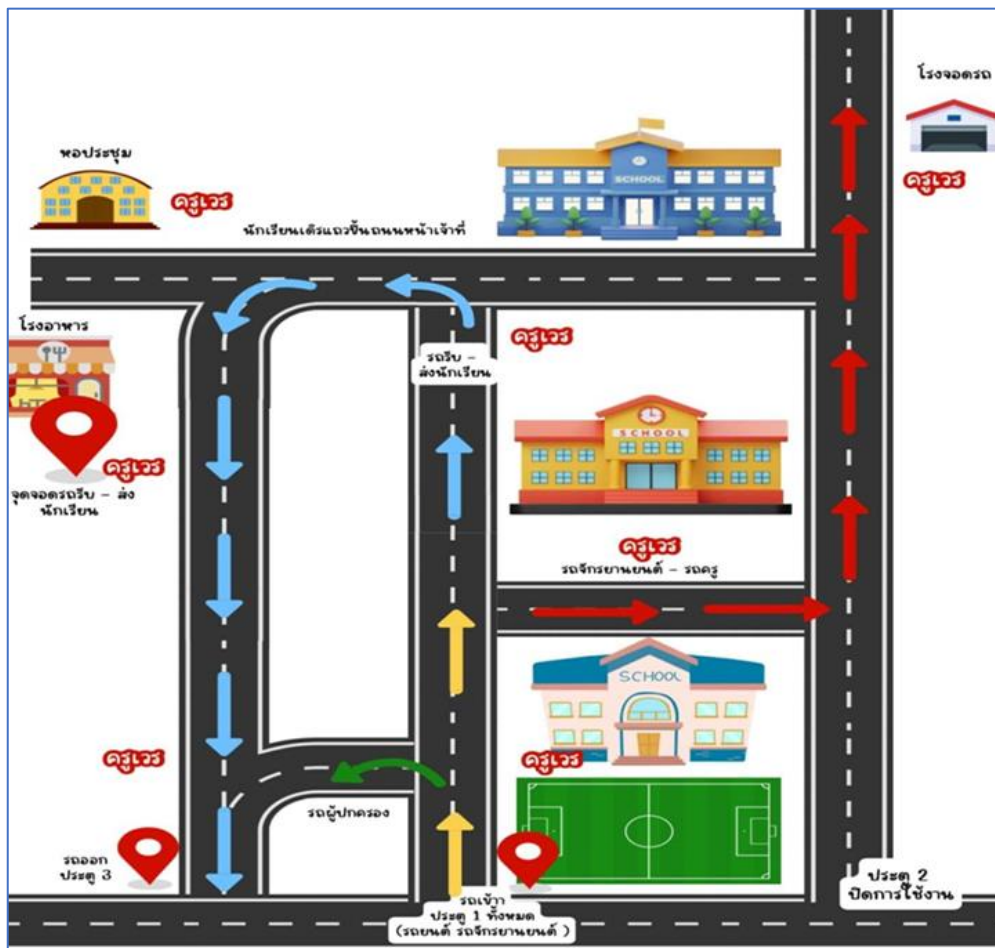 โรงจอดรถ
หอประชุม
ครูเวร
ครูเวร
SCHOOL
นักเรียนเดินแถวขึ้นถนนหน้าเจ้าที่
โรงอาหาร
ครูเวร
รถรับ -
ส่งนักเรียน
SCHOOL
ครูเวร
จุดจอดรถรับ - ส่ง
นักเรียน
ครูเวร
รถจักรยานยนต์ - รถครู
SCHOOL
ครูเวร
ครูเวร
รถผู้ปกครอง
รถออก
ประตู 3
ประตู 2
ปิดการใช้งาน
รถเข้า
ประตู 1 ทั้งหมด
(รถยนต์ รถจักรยานยนต์ )